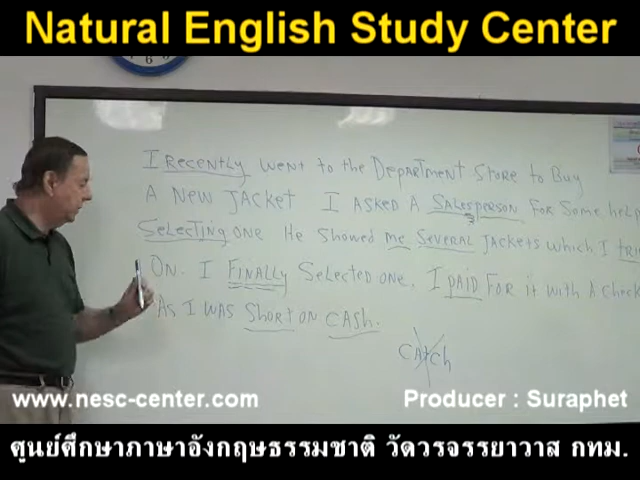 Natural English Study Center
6
I RECENTLY WENT to the DepARTMENT STORE to Buy
A NEW JACKET I ASKED A SALESPERSON FOR Some help
SELECTING ONE He SHOWED me SEVERAL JACKETS WHICH I
ON. I FINALLY SELECTED ONE. I PAID FOR it WITH A CHECK
AS I WAS SHORT ON CASH.
CATCh
www.nesc-center.com
Producer : Suraphet
ศูนย์ศึกษาภาษาอังกฤษธรรมชาติ วัดวรจรรยาวาส กทม.